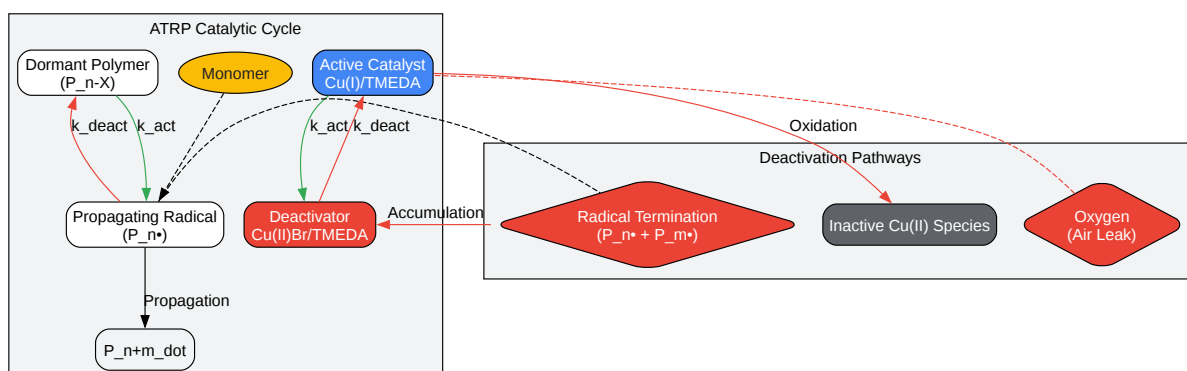 ATRP Catalytic Cycle
Dormant Polymer
(P_n-X)
Monomer
Active Catalyst
Cu(I)/TMEDA
k_deact
k_act
k_act
k_deact
Oxidation
Deactivation Pathways
Propagating Radical
(P_n•)
Deactivator
Cu(II)Br/TMEDA
Accumulation
Radical Termination
(P_n• + P_m•)
Inactive Cu(II) Species
Oxygen
(Air Leak)
Propagation
P_n+m_dot